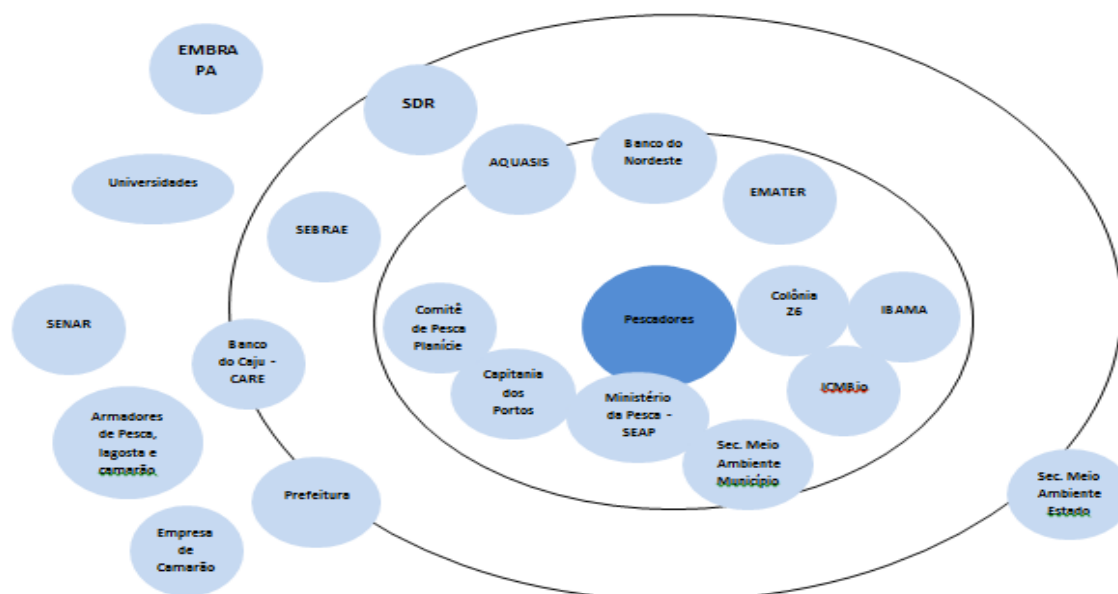 EMBRA
PA
SDR
AQUASIS
Banco do
Nordeste
Universidades
EMATER
SEBRAE
Pescadores
Colônia
Z6
IBAMA
Comitê
de Pesca
Planície
SENAR
Banco
do Caju -
CARE
Capitania
dos
Portos
Ministério
da Pesca -
SEAP
ICMBio
Armadores
de Pesca,
lagosta e
camarão
Sec. Meio
Ambiente
Município
Prefeitura
Sec. Meio
Ambiente
Estado
Empresa
de
Camarão